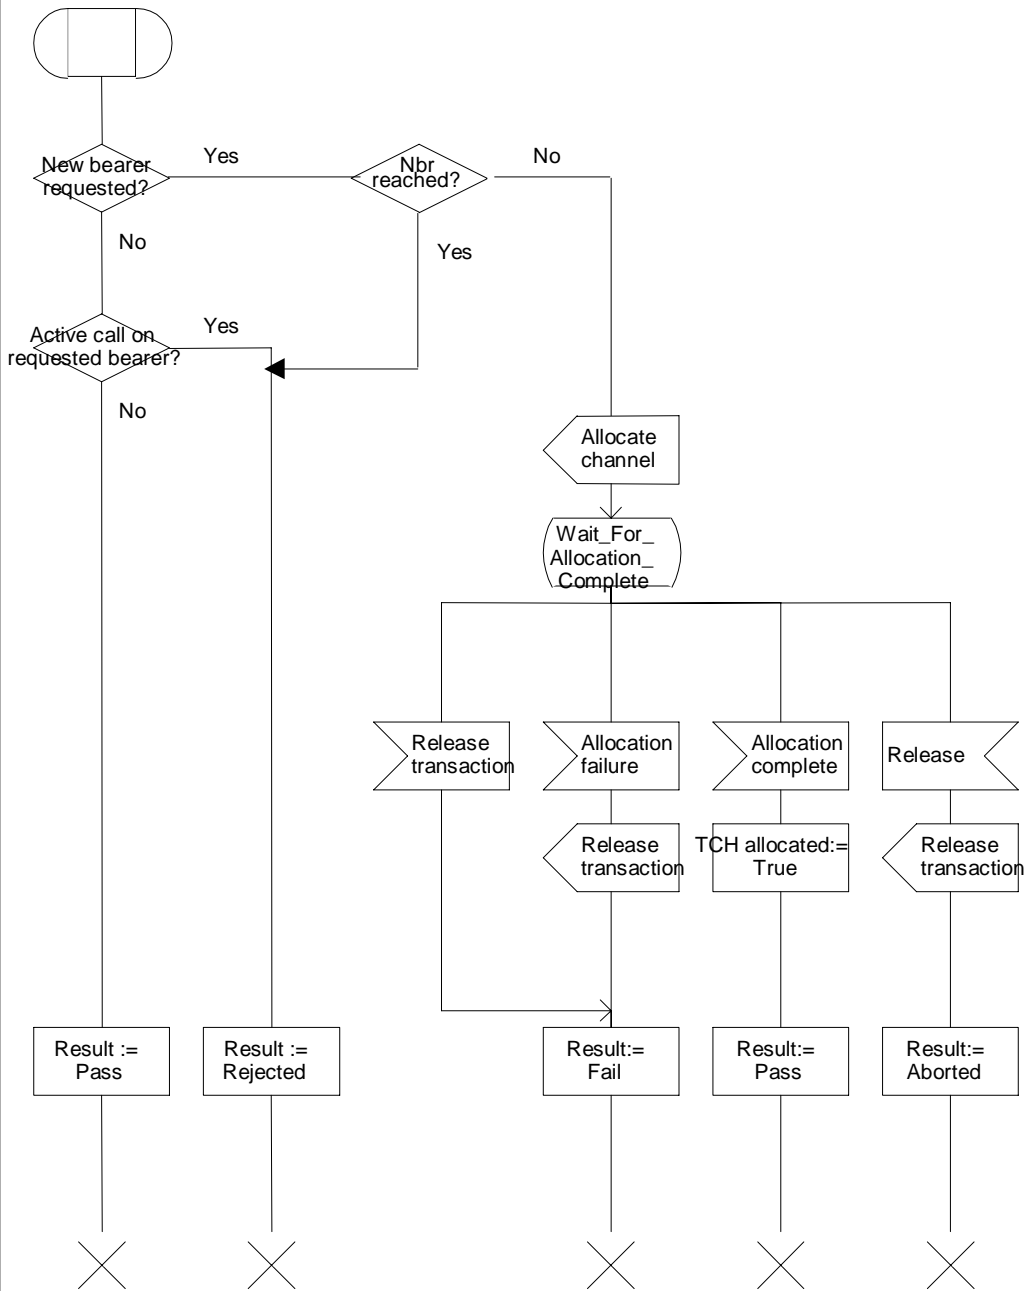 New bearer
requested?
Yes
Nbr
reached?
No
No
Yes
Active call on
requested bearer?
Yes
No
Allocate
channel
Wait_For_
Allocation_
Complete
Release
transaction
Allocation
failure
Allocation
complete
Release
Release
transaction
TCH allocated:=
True
Release
transaction
Result :=
Pass
Result :=
Rejected
Result:=
Fail
Result:=
Pass
Result:=
Aborted